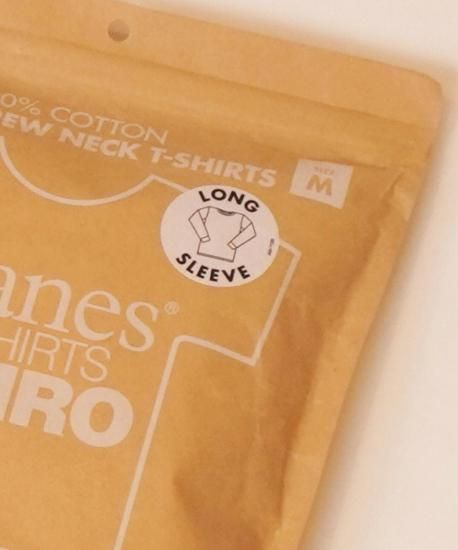 0% COTTON
EW NECK T-SHIRTS
SIZE
M
LONG
SLEEVE
anes®
HIRTS
IRO